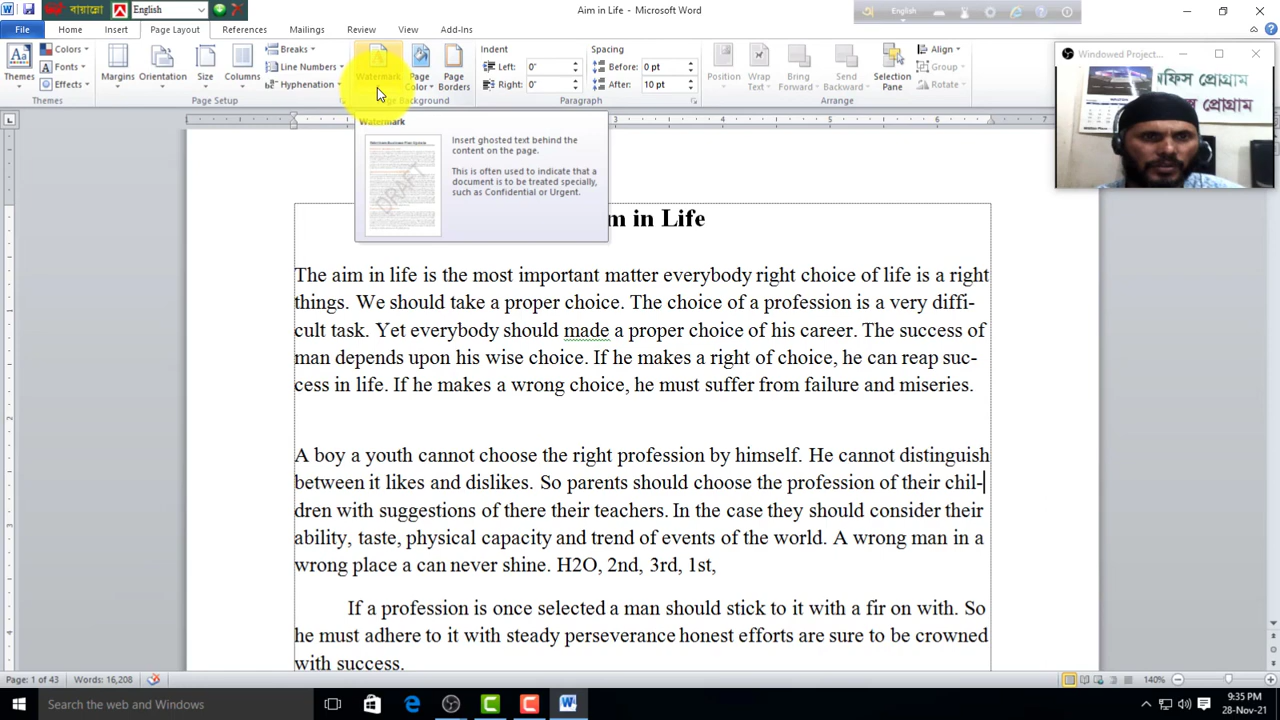 বায়ান্নো English Aim in Life - Microsoft Word English
File Home Insert Page Layout References Mailings Review View Add-Ins
Themes Colors Fonts Effects
Themes
Margins Orientation Size Columns Breaks Line Numbers Hyphenation
Page Setup
Watermark Page Color Page Borders
Page Background
Indent Left: 0" Right: 0"
Spacing Before: 0 pt After: 10 pt
Paragraph
Position Wrap Text Bring Forward Send Backward Selection Pane Align Group Rotate
Arrange
Windowed Project...
ফিস প্রোগ্রাম
প্রোগ্রাম
3 4 5 6 7
Watermark
DRAFT
Insert ghosted text behind the
content on the page.
This is often used to indicate that a
document is to be treated specially,
such as Confidential or Urgent.
m in Life
The aim in life is the most important matter everybody right choice of life is a right
things. We should take a proper choice. The choice of a profession is a very diffi-
cult task. Yet everybody should made a proper choice of his career. The success of
man depends upon his wise choice. If he makes a right of choice, he can reap suc-
cess in life. If he makes a wrong choice, he must suffer from failure and miseries.
A boy a youth cannot choose the right profession by himself. He cannot distinguish
between it likes and dislikes. So parents should choose the profession of their chil-
dren with suggestions of there their teachers. In the case they should consider their
ability, taste, physical capacity and trend of events of the world. A wrong man in a
wrong place a can never shine. H2O, 2nd, 3rd, 1st,
If a profession is once selected a man should stick to it with a fir on with. So
he must adhere to it with steady perseverance honest efforts are sure to be crowned
with success.
Page: 1 of 43 Words: 16,208 140%
Search the web and Windows
9:35 PM
28-Nov-21